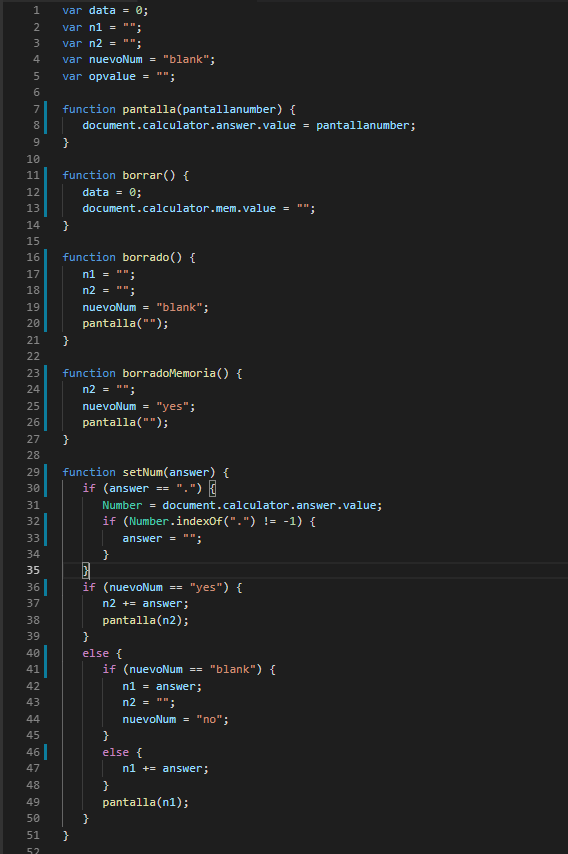 1 var data = 0;
2 var n1 = "";
3 var n2 = "";
4 var nuevoNum = "blank";
5 var opvalue = "";
6
7 function pantalla(pantallanumber) {
8     document.calculator.answer.value = pantallanumber;
9 }
10
11 function borrar() {
12     data = 0;
13     document.calculator.mem.value = "";
14 }
15
16 function borrado() {
17     n1 = "";
18     n2 = "";
19     nuevoNum = "blank";
20     pantalla("");
21 }
22
23 function borradoMemoria() {
24     n2 = "";
25     nuevoNum = "yes";
26     pantalla("");
27 }
28
29 function setNum(answer) {
30     if (answer == ".") {
31         Number = document.calculator.answer.value;
32         if (Number.indexOf(".") != -1) {
33             answer = "";
34         }
35     }
36     if (nuevoNum == "yes") {
37         n2 += answer;
38         pantalla(n2);
39     }
40     else {
41         if (nuevoNum == "blank") {
42             n1 = answer;
43             n2 = "";
44             nuevoNum = "no";
45         }
46         else {
47             n1 += answer;
48         }
49         pantalla(n1);
50     }
51 }
52